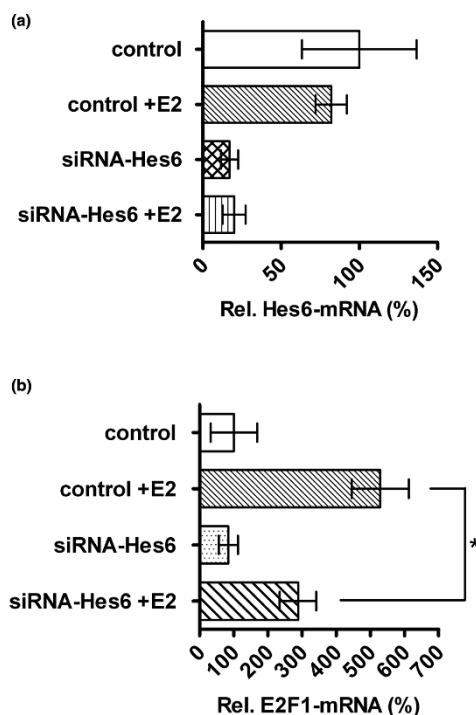 (a)
control
control +E2
siRNA-Hes6
siRNA-Hes6 +E2
0 50 100 150
Rel. Hes6-mRNA (%)
(b)
control
control +E2
siRNA-Hes6
*
siRNA-Hes6 +E2
0 100 200 300 400 500 600 700
Rel. E2F1-mRNA (%)